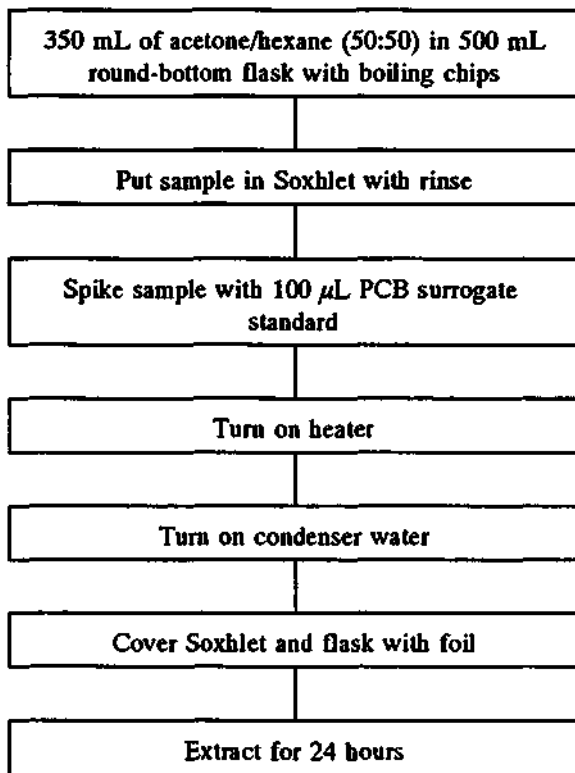 350 mL of acetone/hexane (50:50) in 500 mL
round-bottom flask with boiling chips
Put sample in Soxhlet with rinse
Spike sample with 100 μL PCB surrogate
standard
Turn on heater
Turn on condenser water
Cover Soxhlet and flask with foil
Extract for 24 hours